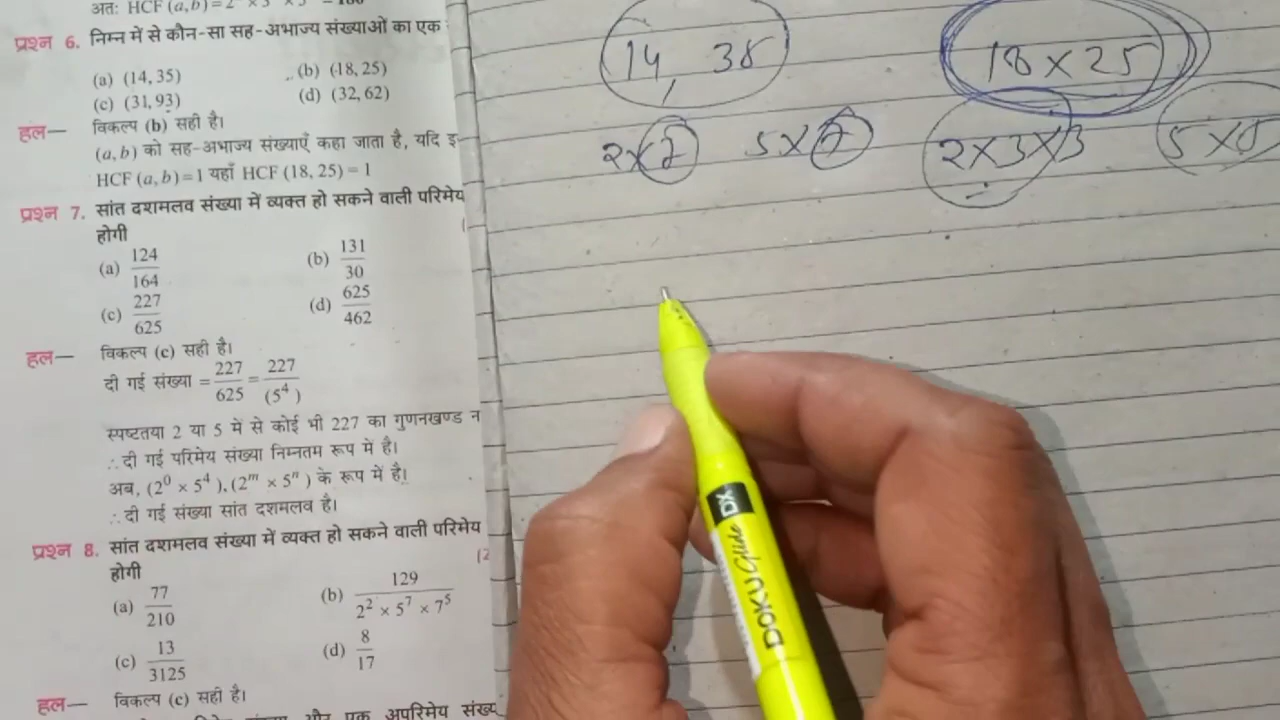 अतः HCF (a,b)=2
प्रश्न 6. निम्न में से कौन-सा सह-अभाज्य संख्याओं का एक
(a) (14, 35) (b) (18, 25)
(c) (31, 93) (d) (32, 62)
हल— विकल्प (b) सही है।
(a, b) को सह-अभाज्य संख्याएँ कहा जाता है, यदि
HCF (a, b) = 1 यहाँ HCF (18, 25) = 1
प्रश्न 7. सांत दशमलव संख्या में व्यक्त हो सकने वाली परिमेय
होगी
(a) 124/164 (b) 131/30
(c) 227/625 (d) 625/462
हल— विकल्प (c) सही है।
दी गई संख्या = 227/625 = 227/(5⁴)
स्पष्टतया 2 या 5 में से कोई भी 227 का गुणनखण्ड न
∴ दी गई परिमेय संख्या निम्नतम रूप में है।
अब, (2⁰ × 5⁴), (2ᵐ × 5ⁿ) के रूप में है।
∴ दी गई संख्या सांत दशमलव है।
प्रश्न 8. सांत दशमलव संख्या में व्यक्त हो सकने वाली परिमेय
होगी
(a) 77/210 (b) 129/(2² × 5⁷ × 7⁵)
(c) 13/3125 (d) 8/17
हल— विकल्प (c) सही है।
और एक अपरिमेय
14, 35
18 × 25
2×7 5×7 2×3×3
DOKU Glide DX